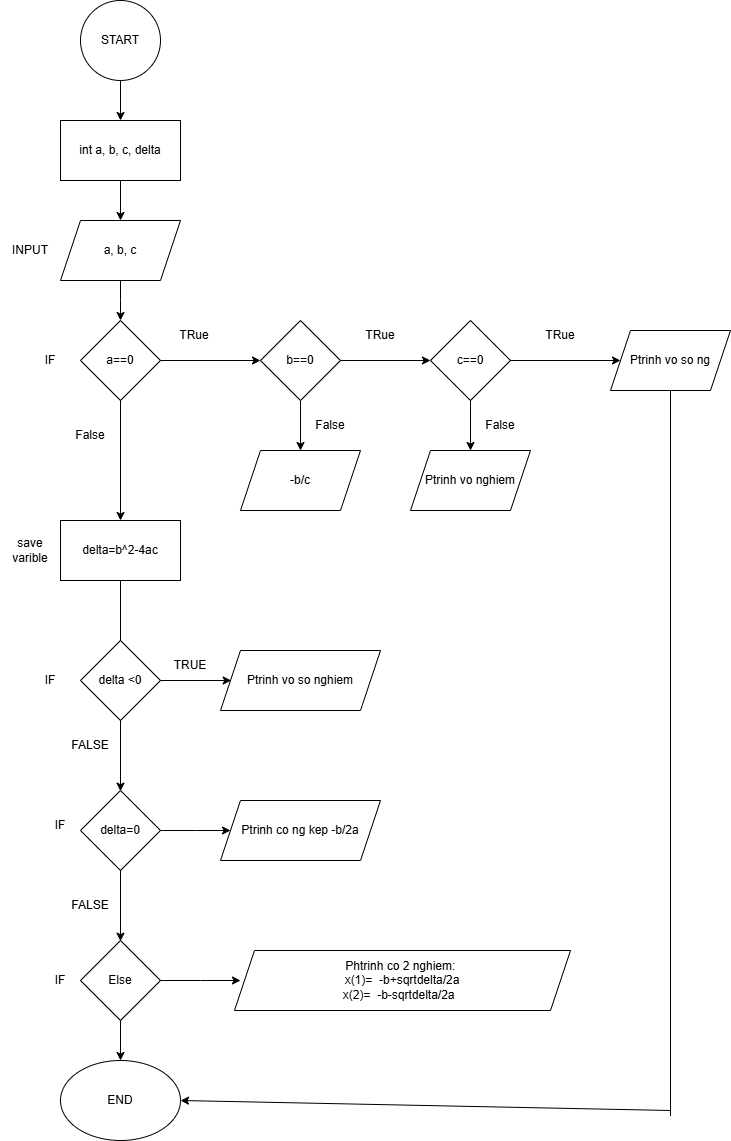 START
int a, b, c, delta
INPUT
a, b, c
IF
a==0
TRue
b==0
TRue
c==0
TRue
Ptrinh vo so ng
False
False
False
-b/c
Ptrinh vo nghiem
save
varible
delta=b^2-4ac
IF
delta <0
TRUE
Ptrinh vo so nghiem
FALSE
IF
delta=0
Ptrinh co ng kep -b/2a
FALSE
IF
Else
Phtrinh co 2 nghiem:
x(1)= -b+sqrtdelta/2a
x(2)= -b-sqrtdelta/2a
END